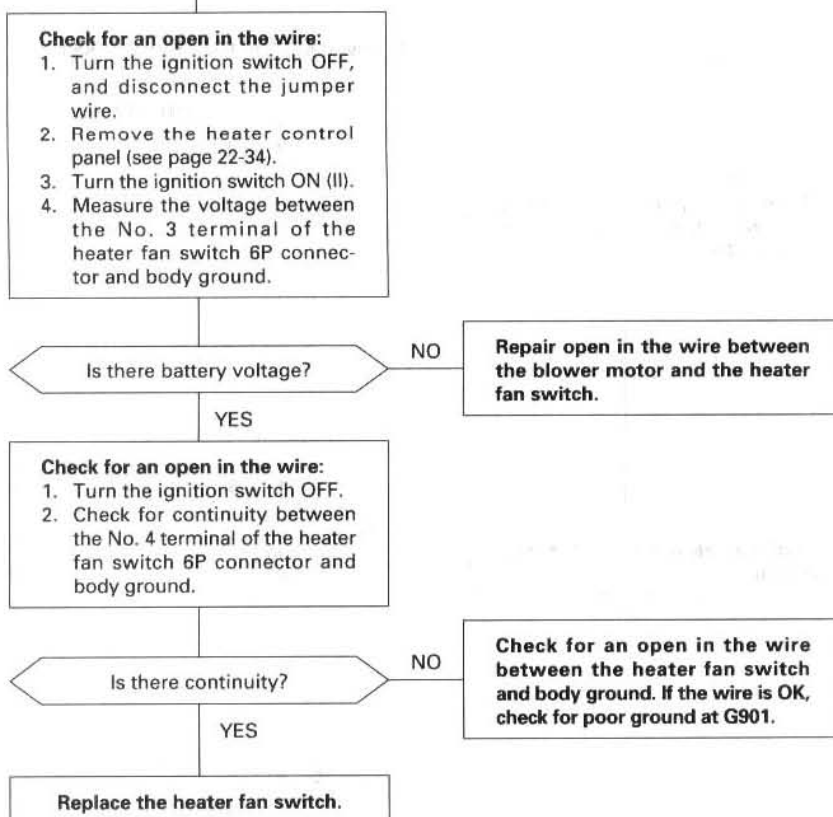 Check for an open in the wire:
1. Turn the ignition switch OFF,
and disconnect the jumper
wire.
2. Remove the heater control
panel (see page 22-34).
3. Turn the ignition switch ON (II).
4. Measure the voltage between
the No. 3 terminal of the
heater fan switch 6P connec-
tor and body ground.
Is there battery voltage?
NO
Repair open in the wire between
the blower motor and the heater
fan switch.
YES
Check for an open in the wire:
1. Turn the ignition switch OFF.
2. Check for continuity between
the No. 4 terminal of the heater
fan switch 6P connector and
body ground.
Is there continuity?
NO
Check for an open in the wire
between the heater fan switch
and body ground. If the wire is OK,
check for poor ground at G901.
YES
Replace the heater fan switch.